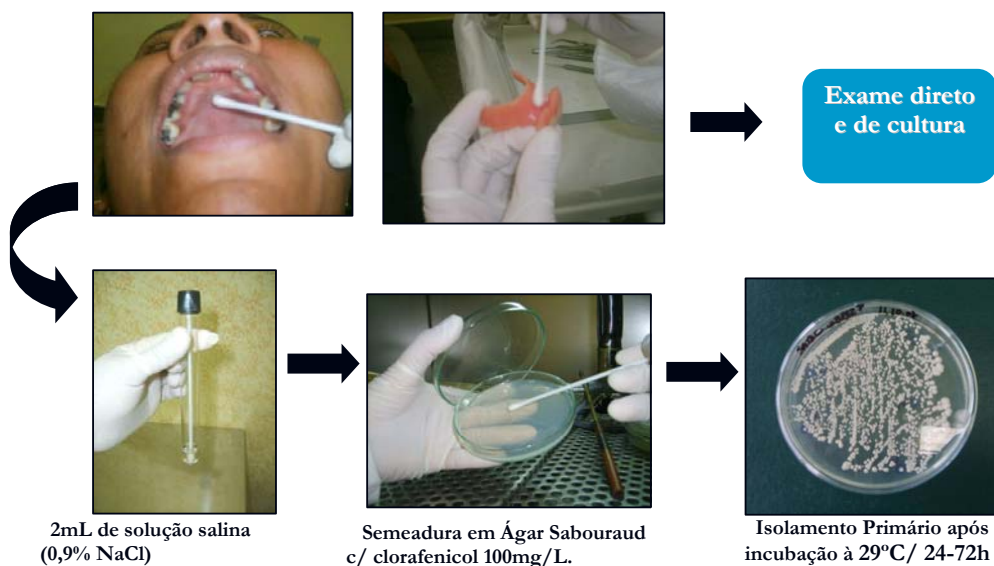 Exame direto
e de cultura
2mL de solução salina
(0,9% NaCl)
Semeadura em Ágar Sabouraud
c/ clorafenicol 100mg/L.
Isolamento Primário após
incubação à 29ºC/ 24-72h